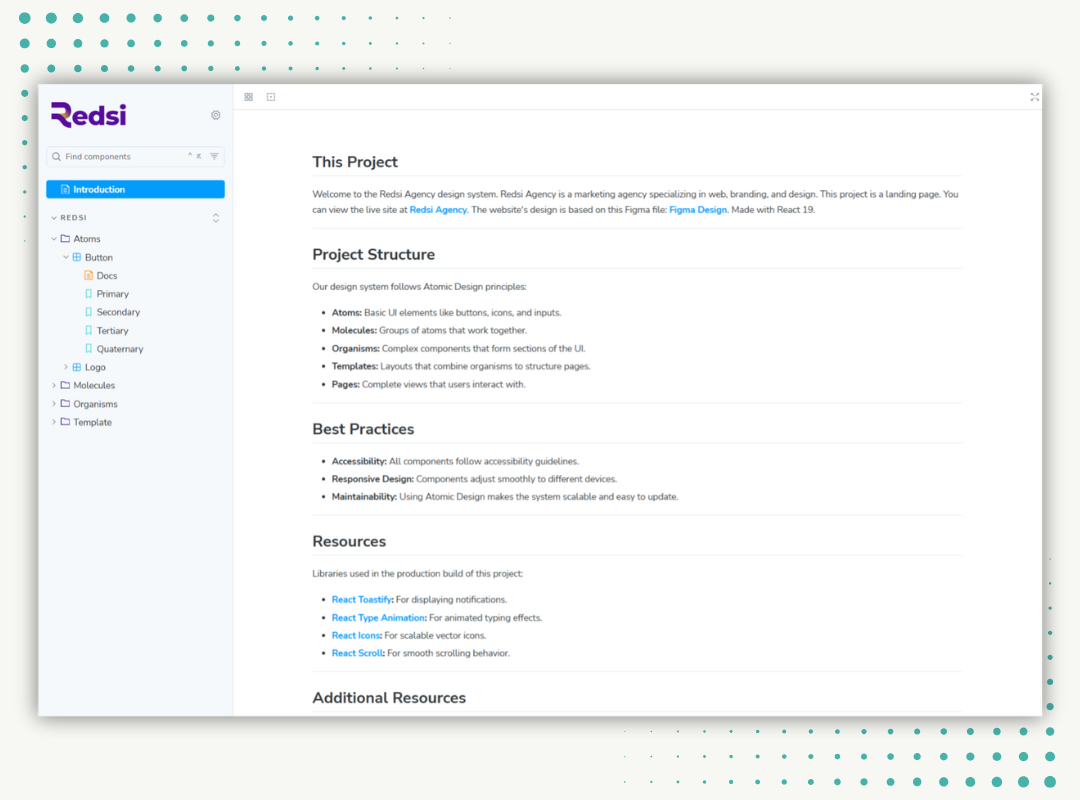 Redsi
Find components
^ K
Introduction
REDSI
Atoms
Button
Docs
Primary
Secondary
Tertiary
Quaternary
Logo
Molecules
Organisms
Template
This Project
Welcome to the Redsi Agency design system. Redsi Agency is a marketing agency specializing in web, branding, and design. This project is a landing page. You
can view the live site at Redsi Agency. The website's design is based on this Figma file: Figma Design. Made with React 19.
Project Structure
Our design system follows Atomic Design principles:
• Atoms: Basic UI elements like buttons, icons, and inputs.
• Molecules: Groups of atoms that work together.
• Organisms: Complex components that form sections of the UI.
• Templates: Layouts that combine organisms to structure pages.
• Pages: Complete views that users interact with.
Best Practices
• Accessibility: All components follow accessibility guidelines.
• Responsive Design: Components adjust smoothly to different devices.
• Maintainability: Using Atomic Design makes the system scalable and easy to update.
Resources
Libraries used in the production build of this project:
• React Toastify: For displaying notifications.
• React Type Animation: For animated typing effects.
• React Icons: For scalable vector icons.
• React Scroll: For smooth scrolling behavior.
Additional Resources